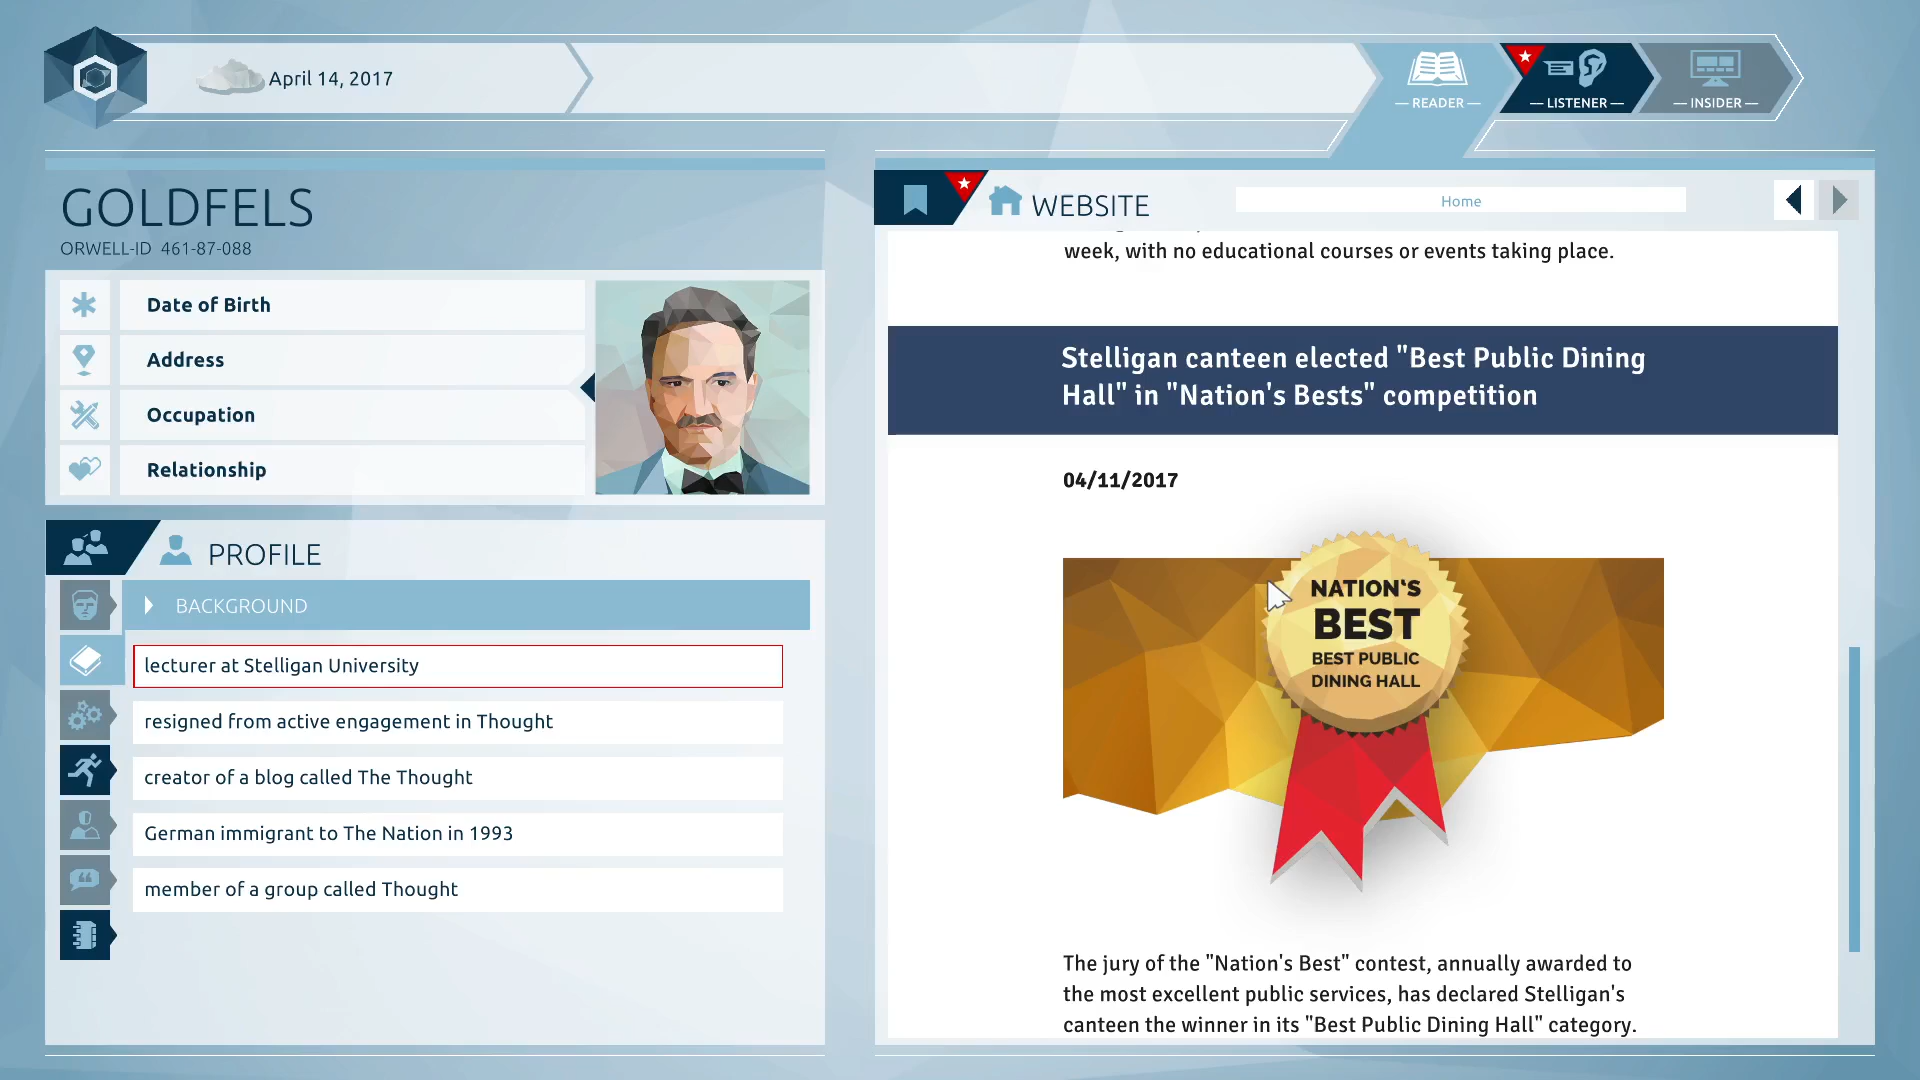 April 14, 2017
— READER —
— LISTENER —
— INSIDER —
GOLDFELS
ORWELL-ID 461-87-088
Date of Birth
Address
Occupation
Relationship
PROFILE
BACKGROUND
lecturer at Stelligan University
resigned from active engagement in Thought
creator of a blog called The Thought
German immigrant to The Nation in 1993
member of a group called Thought
WEBSITE
Home
week, with no educational courses or events taking place.
Stelligan canteen elected "Best Public Dining
Hall" in "Nation's Bests" competition
04/11/2017
NATION'S
BEST
BEST PUBLIC
DINING HALL
The jury of the "Nation's Best" contest, annually awarded to
the most excellent public services, has declared Stelligan's
canteen the winner in its "Best Public Dining Hall" category.